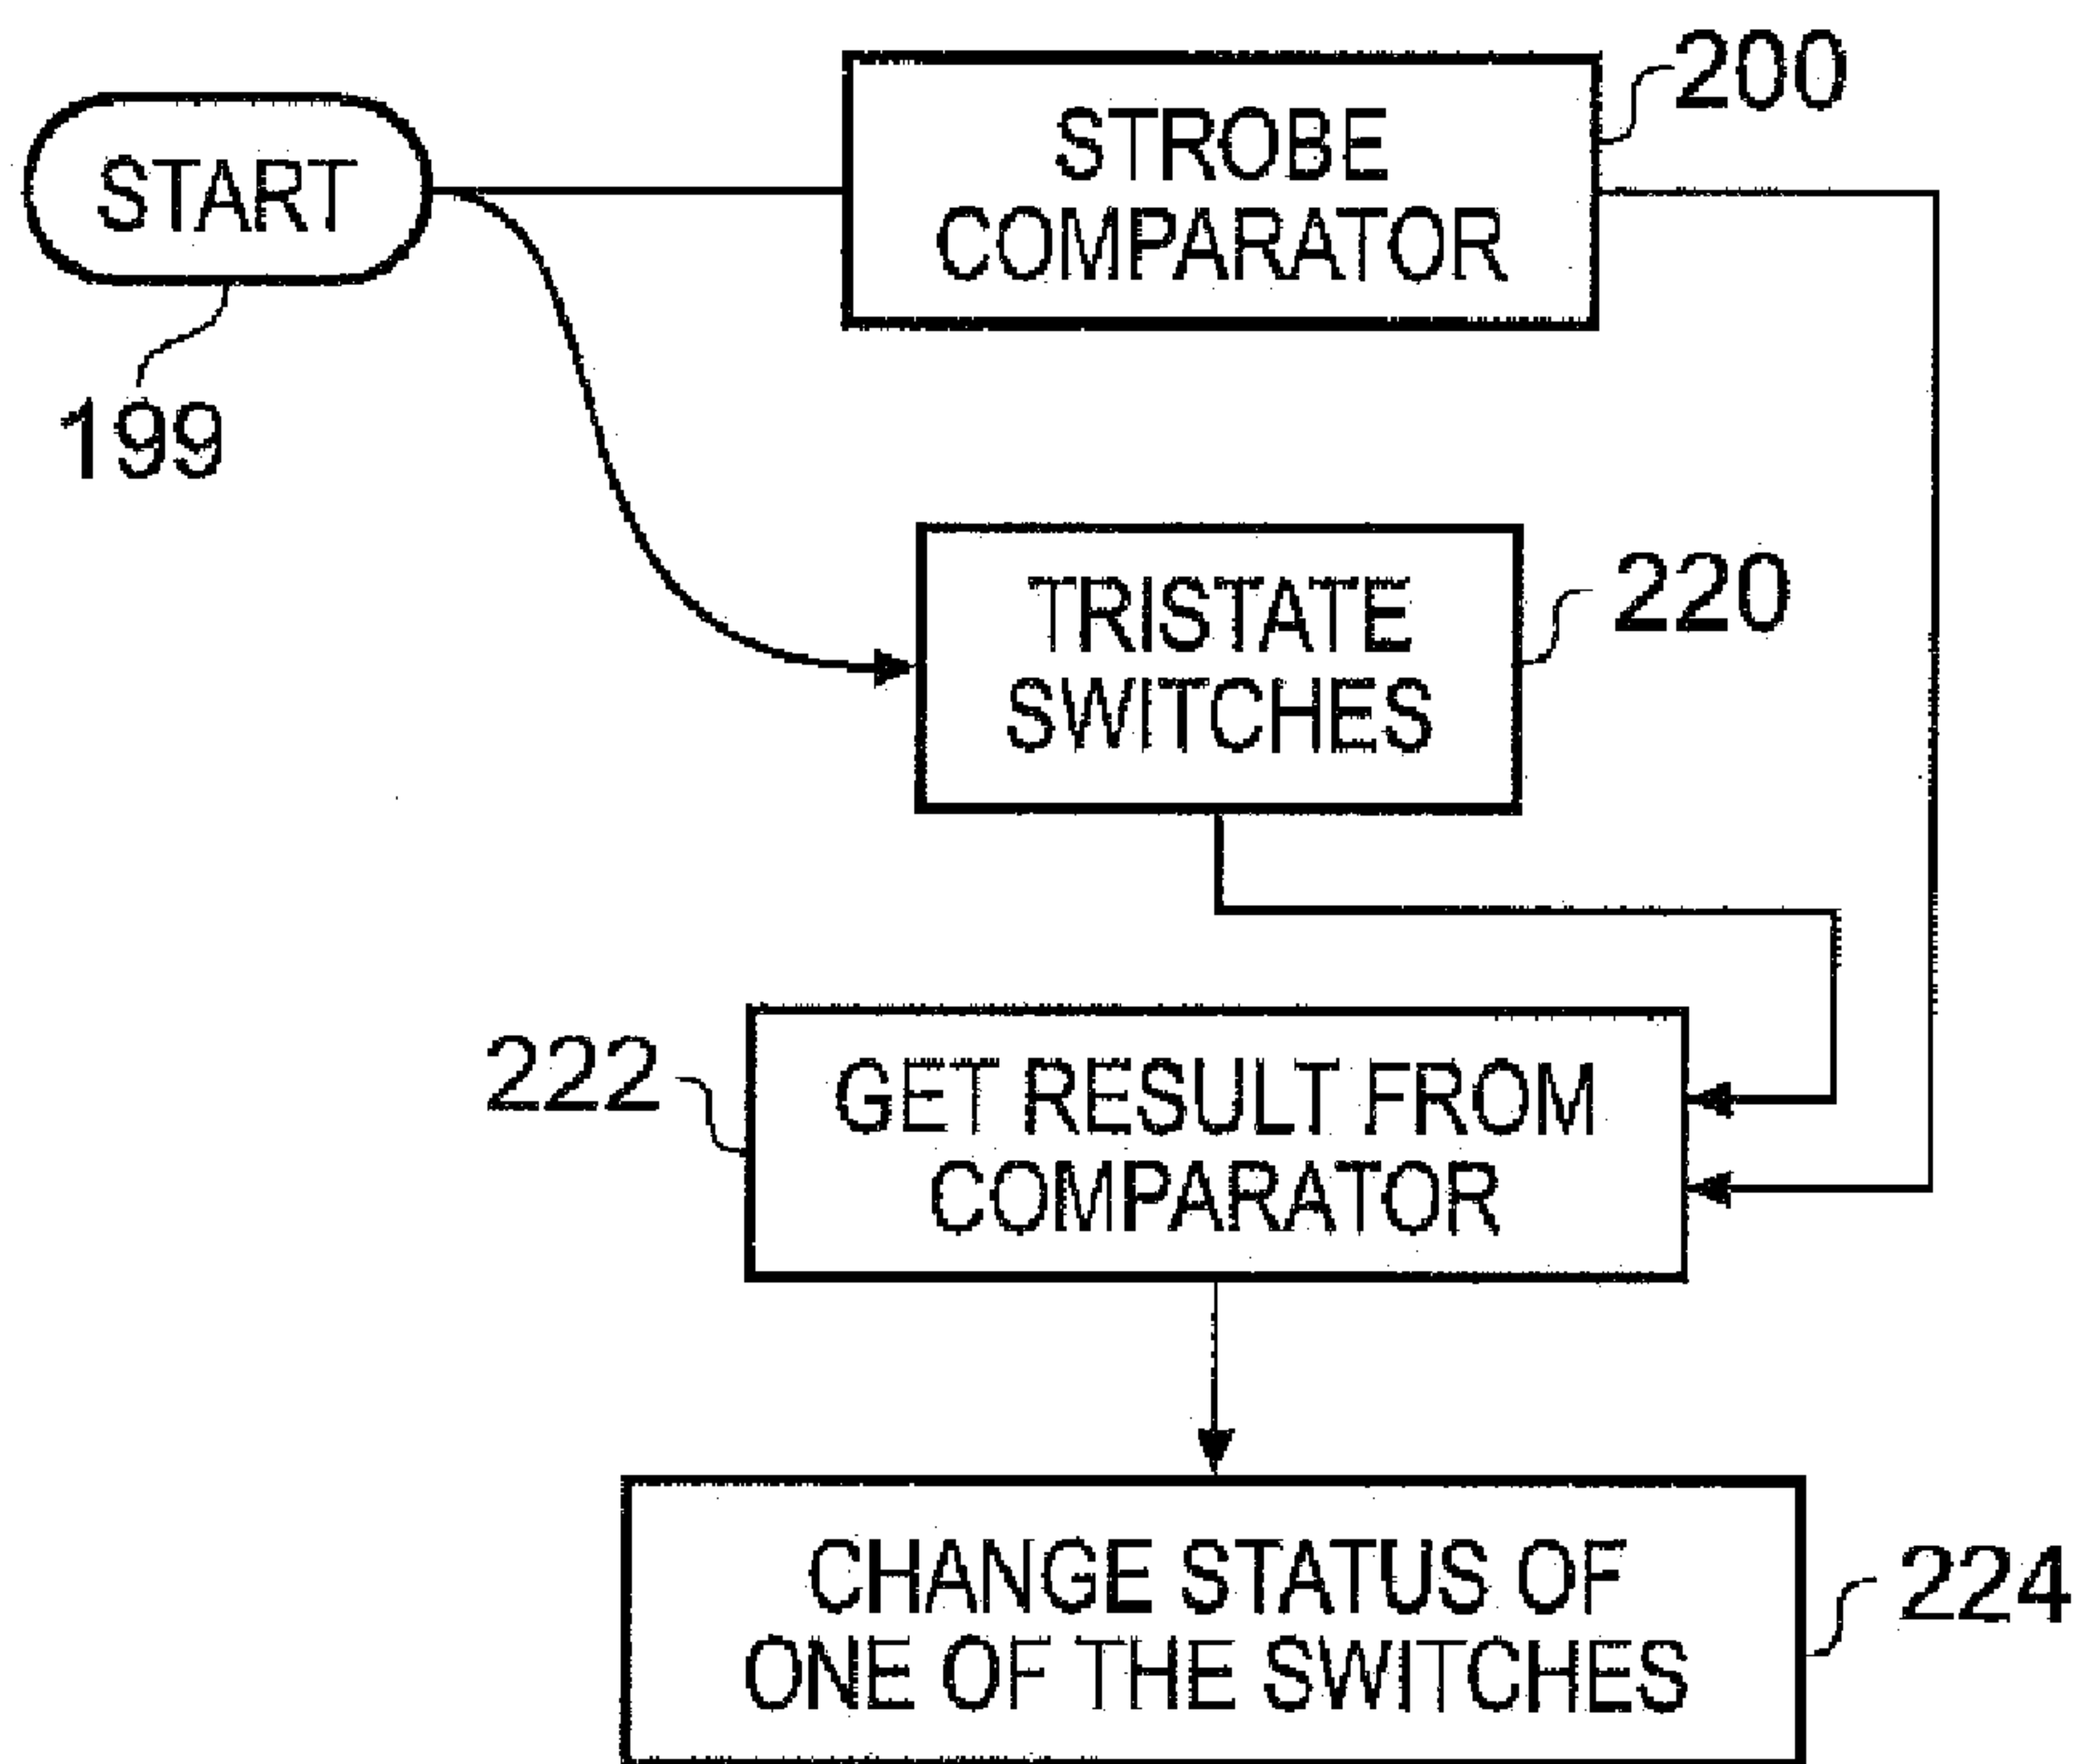 START
199
STROBE
COMPARATOR
200
TRISTATE
SWITCHES
220
222
GET RESULT FROM
COMPARATOR
CHANGE STATUS OF
ONE OF THE SWITCHES
224